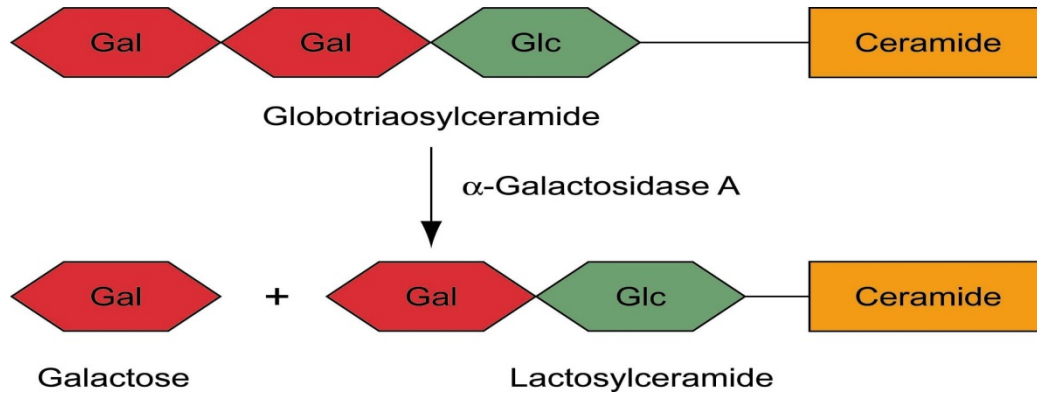 Gal Gal Glc Ceramide
Globotriaosylceramide
α-Galactosidase A
Gal + Gal Glc Ceramide
Galactose Lactosylceramide